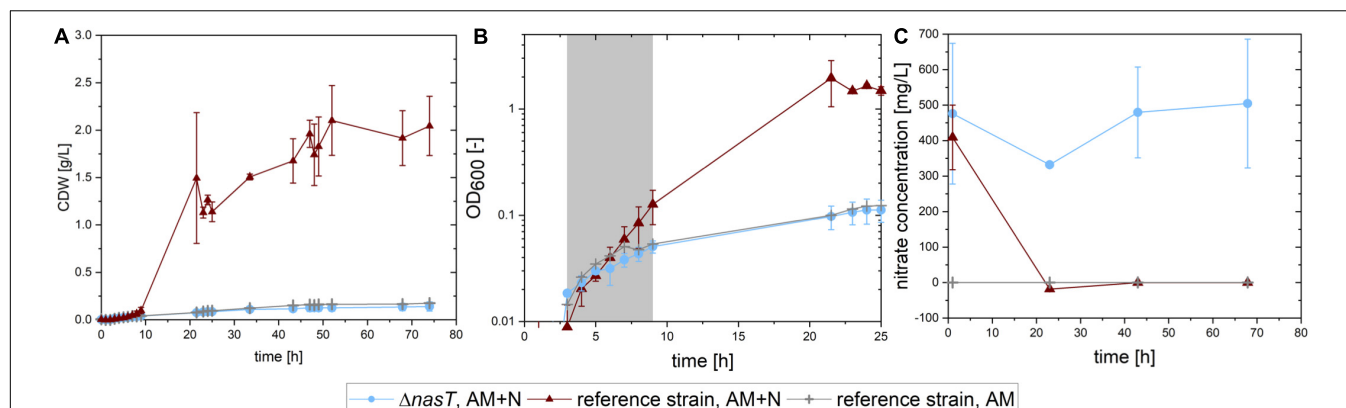 A
3.0
2.5
2.0
1.5
1.0
0.5
0.0
CDW [g/L]
0 10 20 30 40 50 60 70 80
time [h]
B
1
0.1
0.01
OD600 [-]
0 5 10 15 20 25
time [h]
C
700
600
500
400
300
200
100
0
-100
nitrate concentration [mg/L]
0 10 20 30 40 50 60 70 80
time [h]
ΔnasT, AM+N reference strain, AM+N reference strain, AM